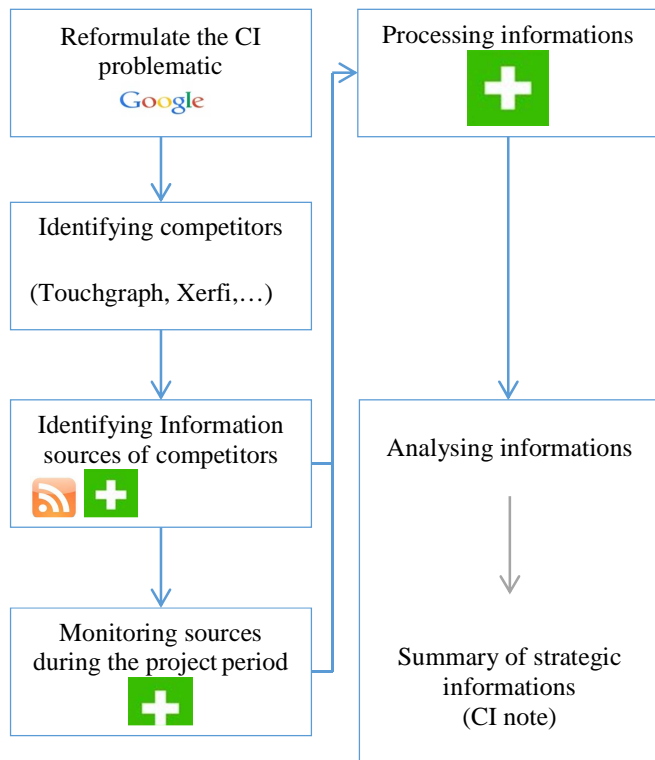 Reformulate the CI
problematic
Google
Identifying competitors
(Touchgraph, Xerfi,…)
Identifying Information
sources of competitors
Monitoring sources
during the project period
Processing informations
Analysing informations
Summary of strategic
informations
(CI note)